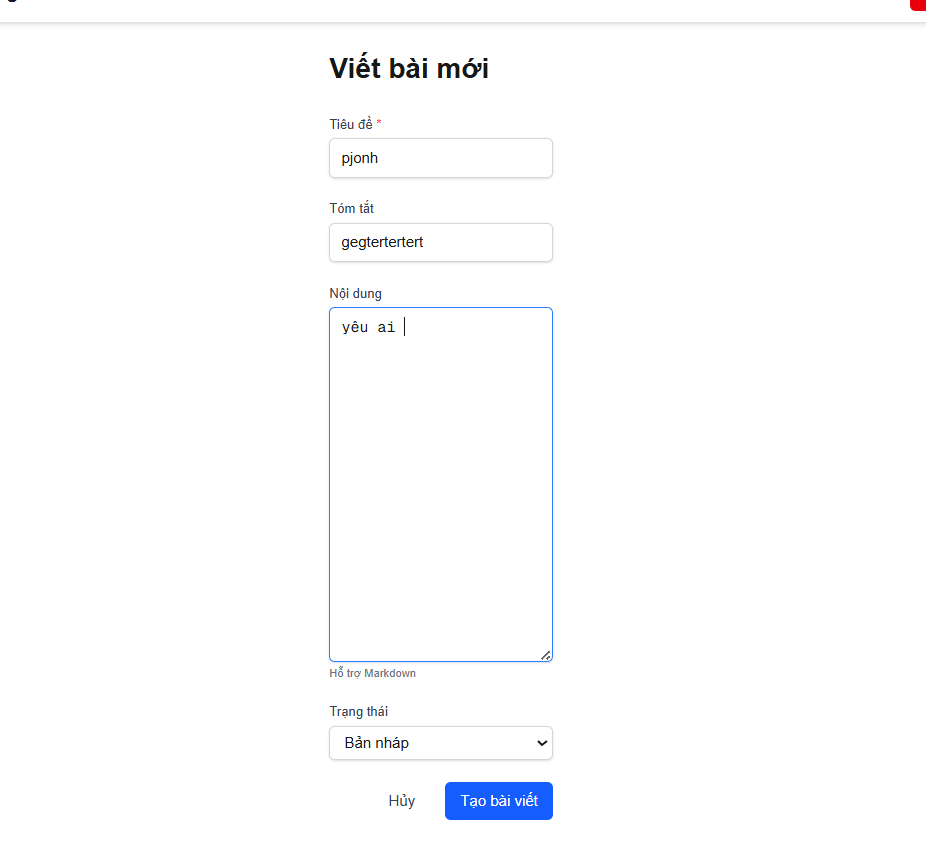 Viết bài mới
Tiêu đề *
pjonh
Tóm tắt
gegtertertert
Nội dung
yêu ai
Hỗ trợ Markdown
Trạng thái
Bản nháp
Hủy
Tạo bài viết